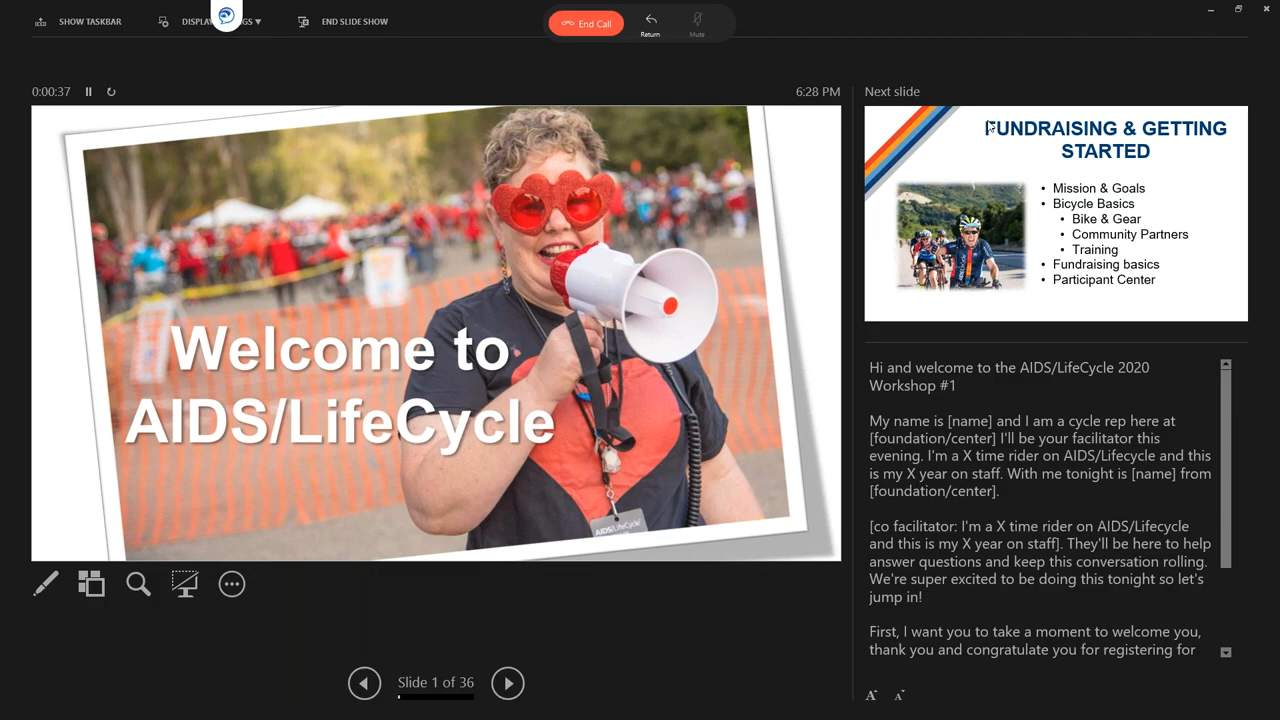 SHOW TASKBAR
END SLIDE SHOW
End Call
Return
Mute
0:00:37
6:28 PM
Welcome to
AIDS/LifeCycle
AIDS/LifeCycle
Slide 1 of 36
Next slide
FUNDRAISING & GETTING
STARTED
• Mission & Goals
• Bicycle Basics
• Bike & Gear
• Community Partners
• Training
• Fundraising basics
• Participant Center
Hi and welcome to the AIDS/LifeCycle 2020
Workshop #1
My name is [name] and I am a cycle rep here at
[foundation/center] I'll be your facilitator this
evening. I'm a X time rider on AIDS/Lifecycle and this
is my X year on staff. With me tonight is [name] from
[foundation/center].
[co facilitator: I'm a X time rider on AIDS/Lifecycle
and this is my X year on staff]. They'll be here to help
answer questions and keep this conversation rolling.
We're super excited to be doing this tonight so let's
jump in!
First, I want you to take a moment to welcome you,
thank you and congratulate you for registering for
A A